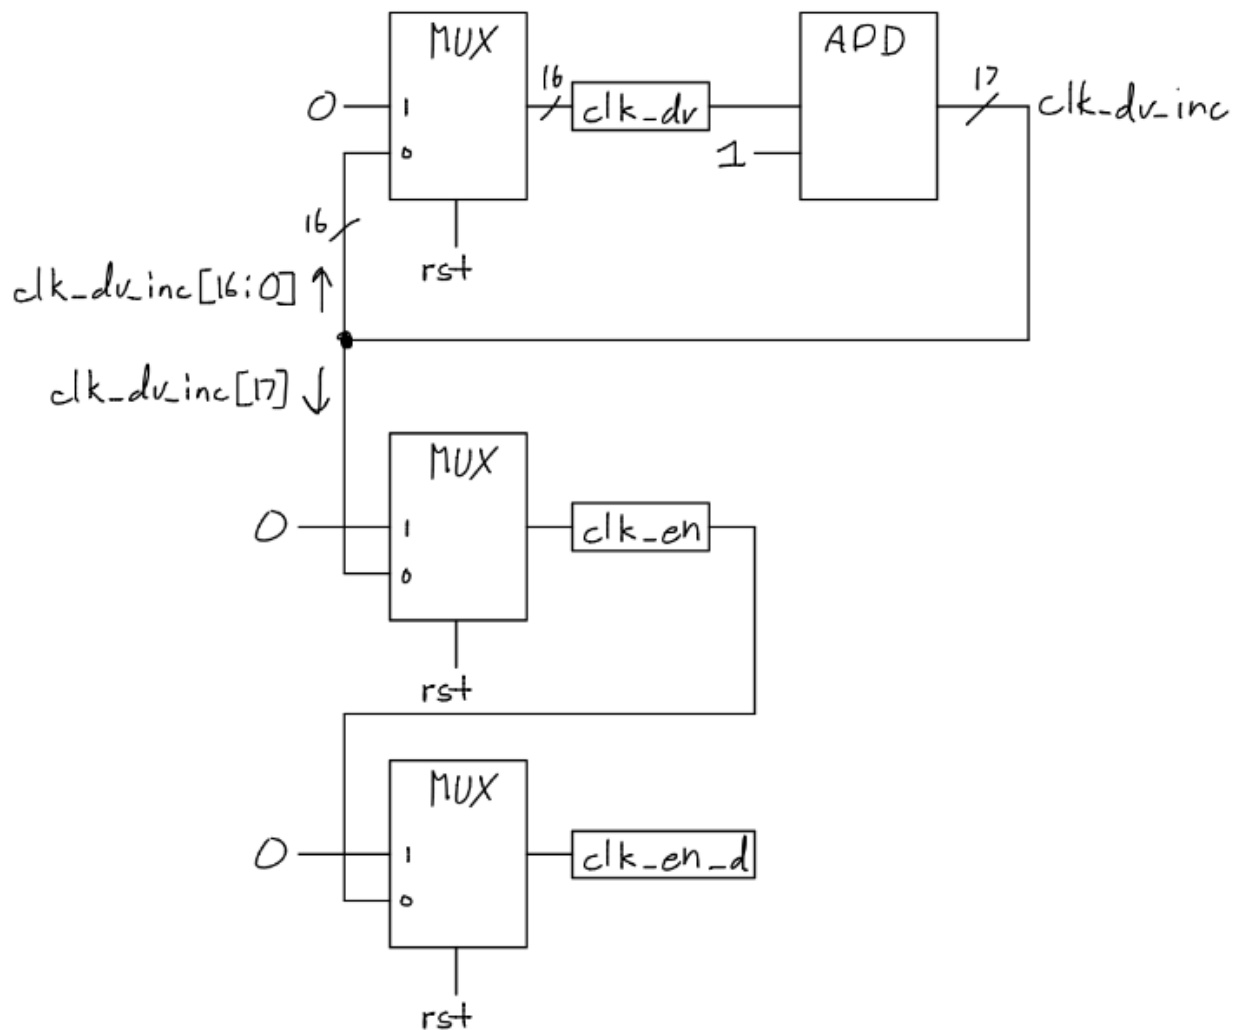 MUX
ADD
16
17
0
1
clk_dv
clk_dv_inc
0
1
16
rst
clk_dv_inc[16:0] ↑
clk_dv_inc[17] ↓
MUX
0
1
clk_en
0
rst
MUX
0
1
clk_en_d
0
rst